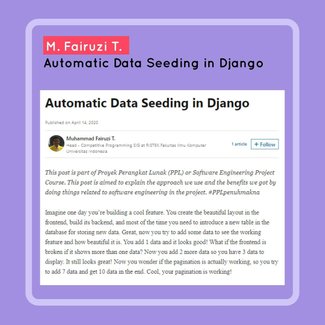 M. Fairuzi T.
Automatic Data Seeding in Django
Automatic Data Seeding in Django
Published on April 14, 2020
Muhammad Fairuzi T.
Head - Competitive Programming SIG at RISTEK Fakultas Ilmu Komputer
Universitas Indonesia
1 article
+ Follow
This post is part of Proyek Perangkat Lunak (PPL) or Software Engineering Project
Course. This post is aimed to explain the approach we use and the benefits we got by
doing things related to software engineering in the project. #PPLpenuhmakna
Imagine one day you're building a cool feature. You create the beautiful layout in the
frontend, build its backend, and most of the time you need to introduce a new table in the
database for storing new data. Great, now you try to add some data to see the working
feature and how beautiful it is. You add 1 data and it looks good! What if the frontend is
broken if it shows more than one data? Now you add 2 more data so you have 3 data to
display. It still looks great! Now you wonder if the pagination is actually working, so you try
to add 7 data and get 10 data in the end. Cool, your pagination is working!